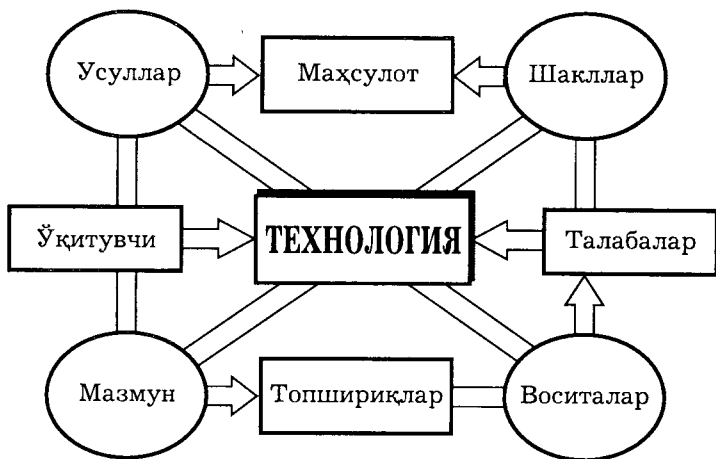 Усуллар
Маҳсулот
Шакллар
Ўқитувчи
ТЕХНОЛОГИЯ
Талабалар
Мазмун
Топшириқлар
Воситалар